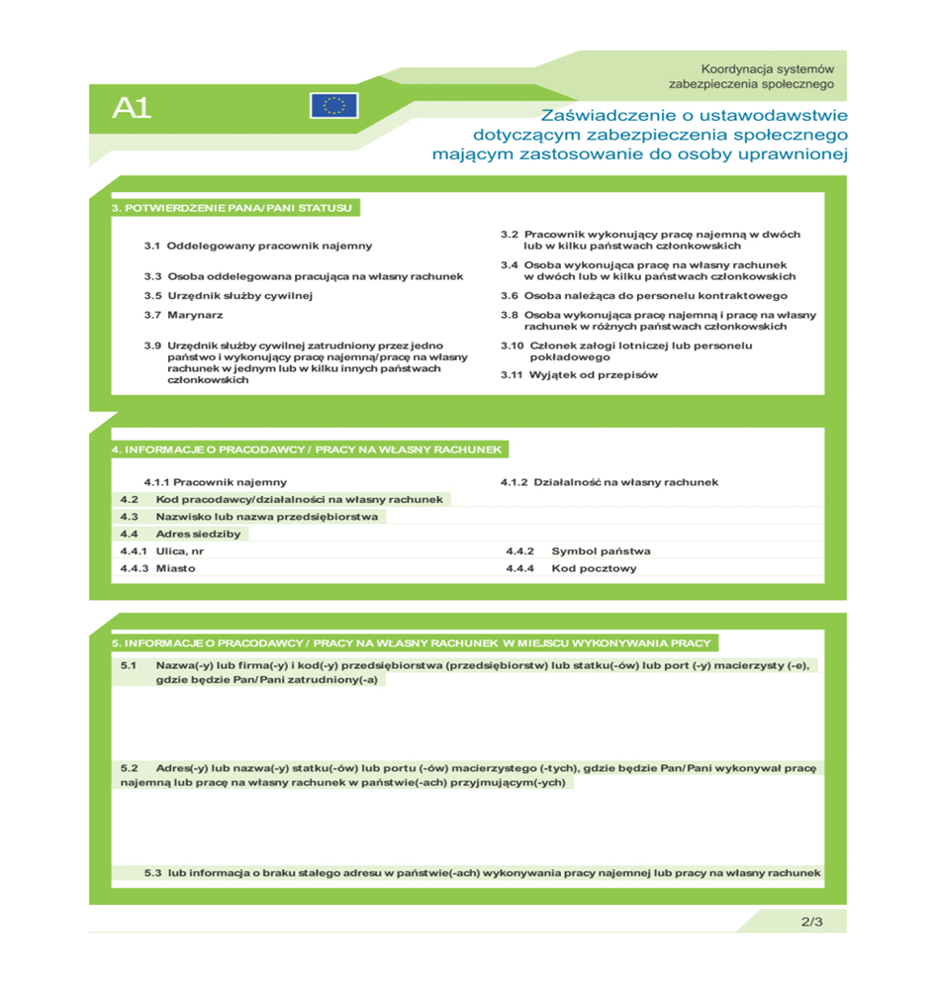 Koordynacja systemów
zabezpieczenia społecznego
A1
Zaświadczenie o ustawodawstwie
dotyczącym zabezpieczenia społecznego
mającym zastosowanie do osoby uprawnionej
3. POTWIERDZENIE PANA/PANI STATUSU
3.1 Oddelegowany pracownik najemny
3.2 Pracownik wykonujący pracę najemną w dwóch
lub w kilku państwach członkowskich
3.3 Osoba oddelegowana pracująca na własny rachunek
3.4 Osoba wykonująca pracę na własny rachunek
w dwóch lub w kilku państwach członkowskich
3.5 Urzędnik służby cywilnej
3.6 Osoba należąca do personelu kontraktowego
3.7 Marynarz
3.8 Osoba wykonująca pracę najemną i pracę na własny
rachunek w różnych państwach członkowskich
3.9 Urzędnik służby cywilnej zatrudniony przez jedno
państwo i wykonujący pracę najemną/pracę na własny
rachunek w jednym lub w kilku innych państwach
członkowskich
3.10 Członek załogi lotniczej lub personelu
pokładowego
3.11 Wyjątek od przepisów
4. INFORMACJE O PRACODAWCY / PRACY NA WŁASNY RACHUNEK
4.1.1 Pracownik najemny
4.1.2 Działalność na własny rachunek
4.2 Kod pracodawcy/działalności na własny rachunek
4.3 Nazwisko lub nazwa przedsiębiorstwa
4.4 Adres siedziby
4.4.1 Ulica, nr
4.4.2 Symbol państwa
4.4.3 Miasto
4.4.4 Kod pocztowy
5. INFORMACJE O PRACODAWCY / PRACY NA WŁASNY RACHUNEK W MIEJSCU WYKONYWANIA PRACY
5.1 Nazwa(-y) lub firma(-y) i kod(-y) przedsiębiorstwa (przedsiębiorstw) lub statku(-ów) lub port (-y) macierzysty (-e),
gdzie będzie Pan/Pani zatrudniony(-a)
5.2 Adres(-y) lub nazwa(-y) statku(-ów) lub portu (-ów) macierzystego (-tych), gdzie będzie Pan/Pani wykonywał pracę
najemną lub pracę na własny rachunek w państwie(-ach) przyjmującym(-ych)
5.3 lub informacja o braku stałego adresu w państwie(-ach) wykonywania pracy najemnej lub pracy na własny rachunek
2/3